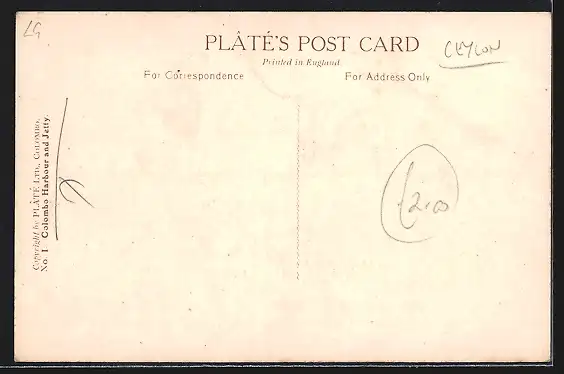 LG
PLÂTÉ'S POST CARD
CEYLON
Printed in England
For Correspondence
For Address Only
Copyright by PLÂTÉ LTD., COLOMBO.
No. 1 Colombo Harbour and Jetty.
£2.00